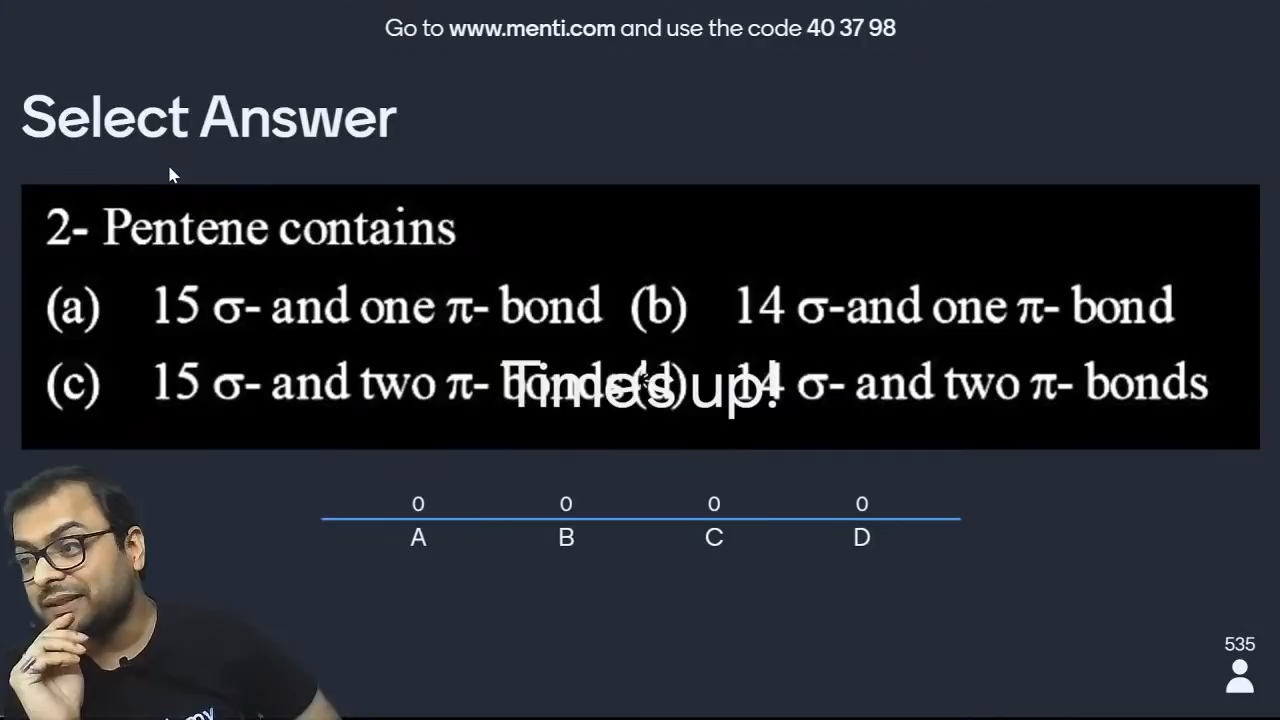 Go to www.menti.com and use the code 40 37 98
Select Answer
2- Pentene contains
(a) 15 σ- and one π- bond (b) 14 σ-and one π- bond
(c) 15 σ- and two π- bonds (d) 14 σ- and two π- bonds
Time's up!
0 0 0 0
A B C D
535